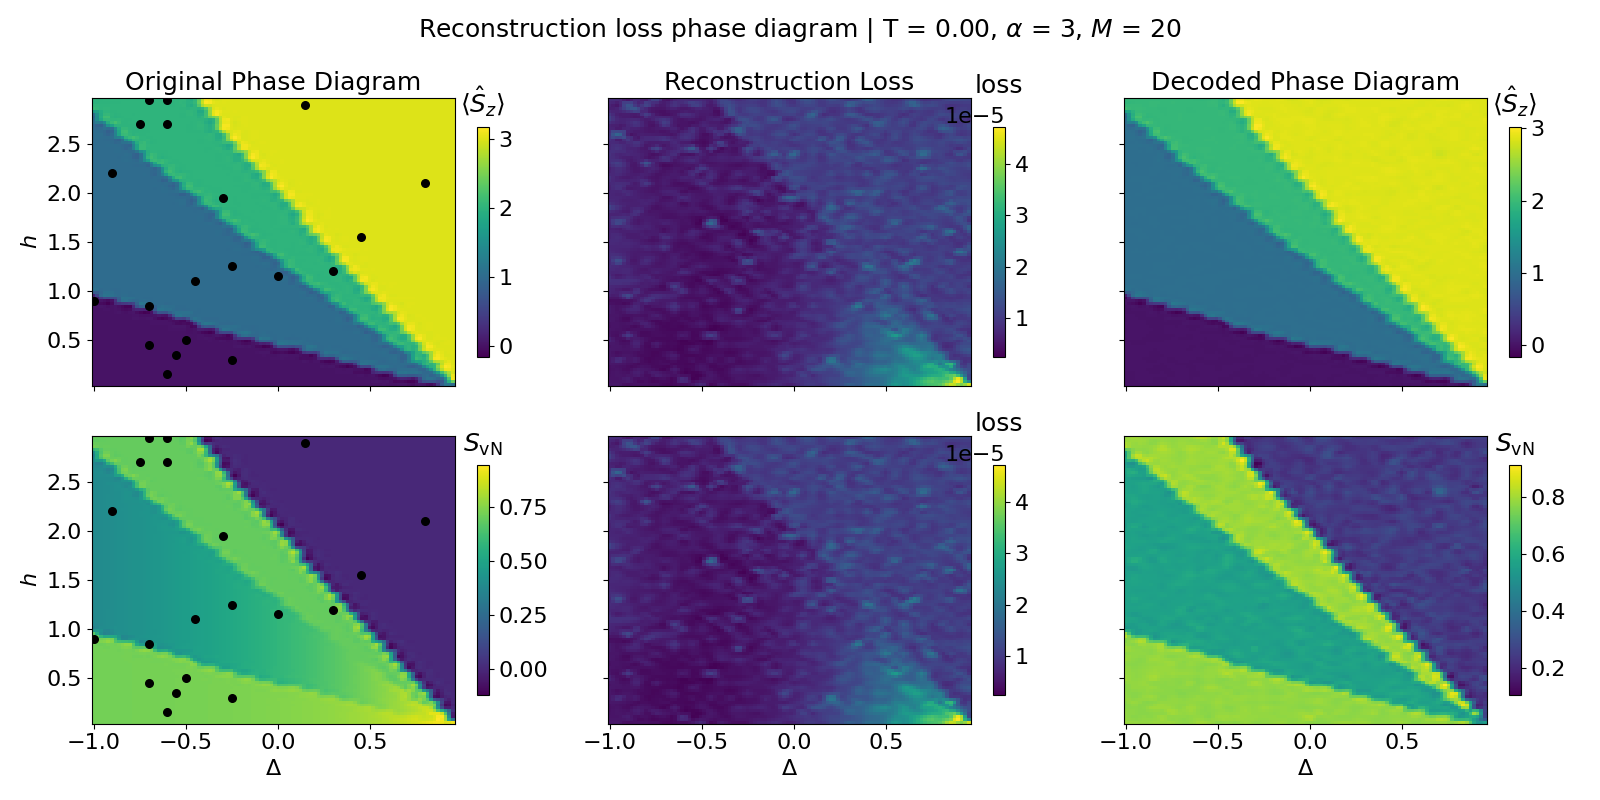 Reconstruction loss phase diagram | T = 0.00, α = 3, M = 20
Original Phase Diagram
⟨Ŝz⟩
Reconstruction Loss
loss
1e−5
Decoded Phase Diagram
⟨Ŝz⟩
h
2.5
2.0
1.5
1.0
0.5
3
2
1
0
4
3
2
1
3
2
1
0
SvN
loss
1e−5
SvN
h
2.5
2.0
1.5
1.0
0.5
0.75
0.50
0.25
0.00
4
3
2
1
0.8
0.6
0.4
0.2
−1.0 −0.5 0.0 0.5
Δ
−1.0 −0.5 0.0 0.5
Δ
−1.0 −0.5 0.0 0.5
Δ